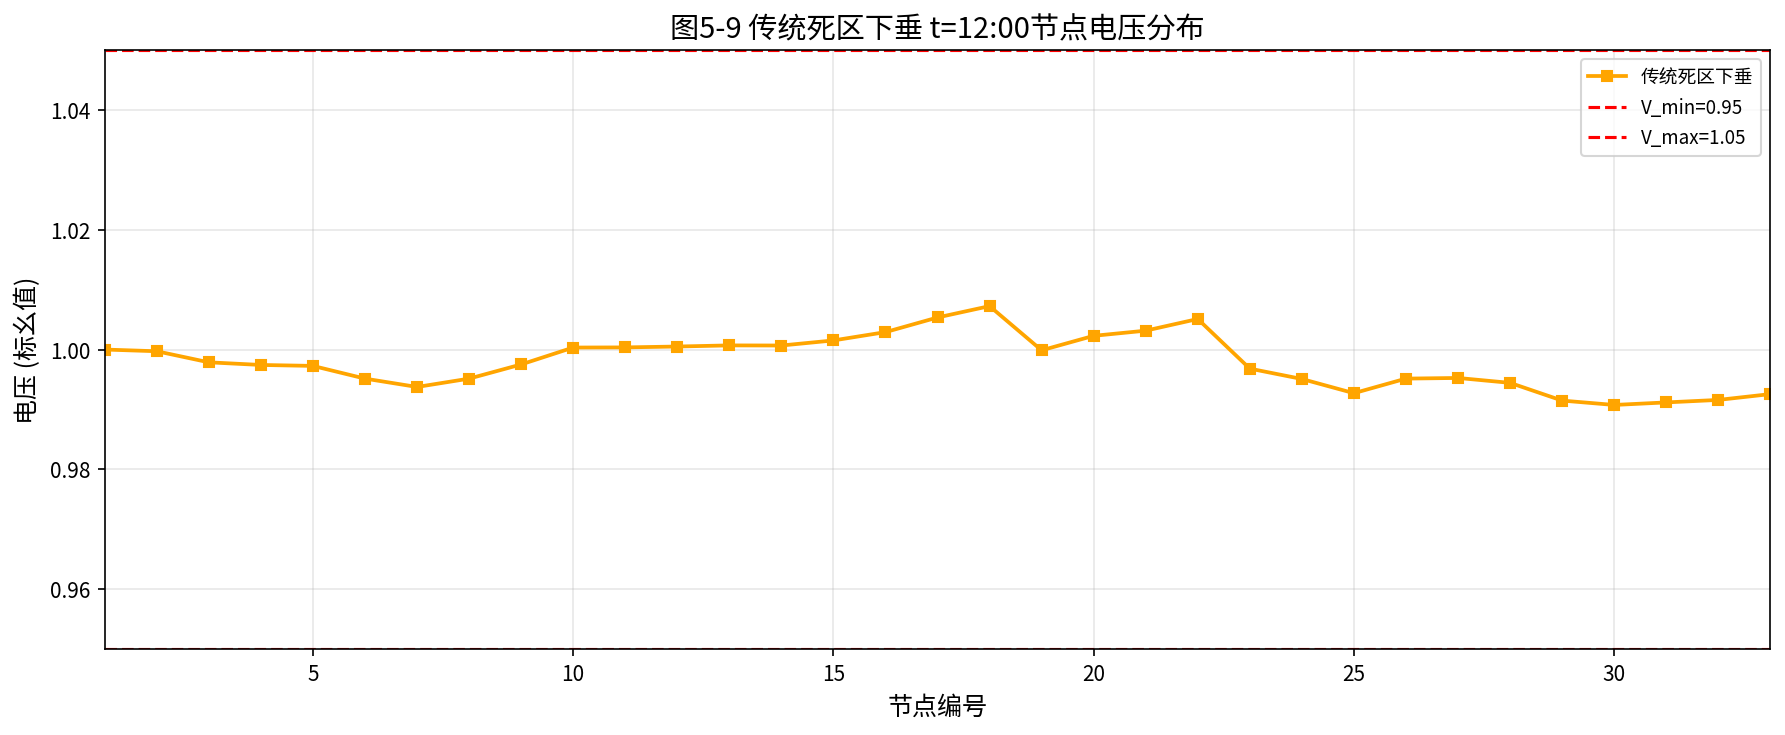 图5-9 传统死区下垂 t=12:00节点电压分布
传统死区下垂
V_min=0.95
V_max=1.05
电压 (标幺值)
1.04
1.02
1.00
0.98
0.96
5 10 15 20 25 30
节点编号